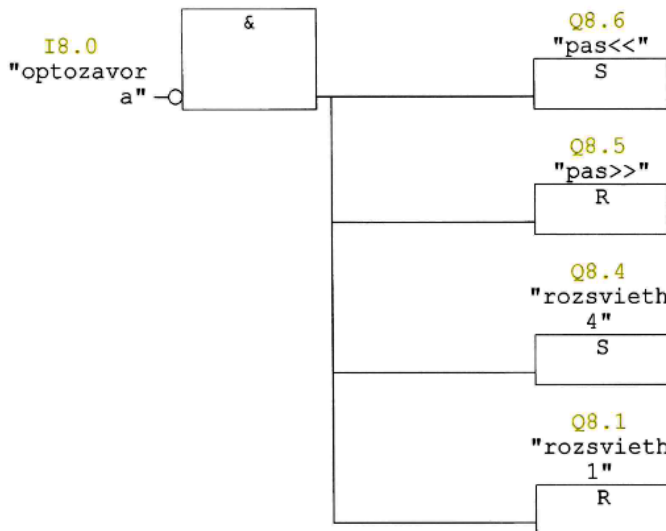 &
I8.0
"optozavor
a"
Q8.6
"pas<<"
S
Q8.5
"pas>>"
R
Q8.4
"rozsvieth
4"
S
Q8.1
"rozsvieth
1"
R